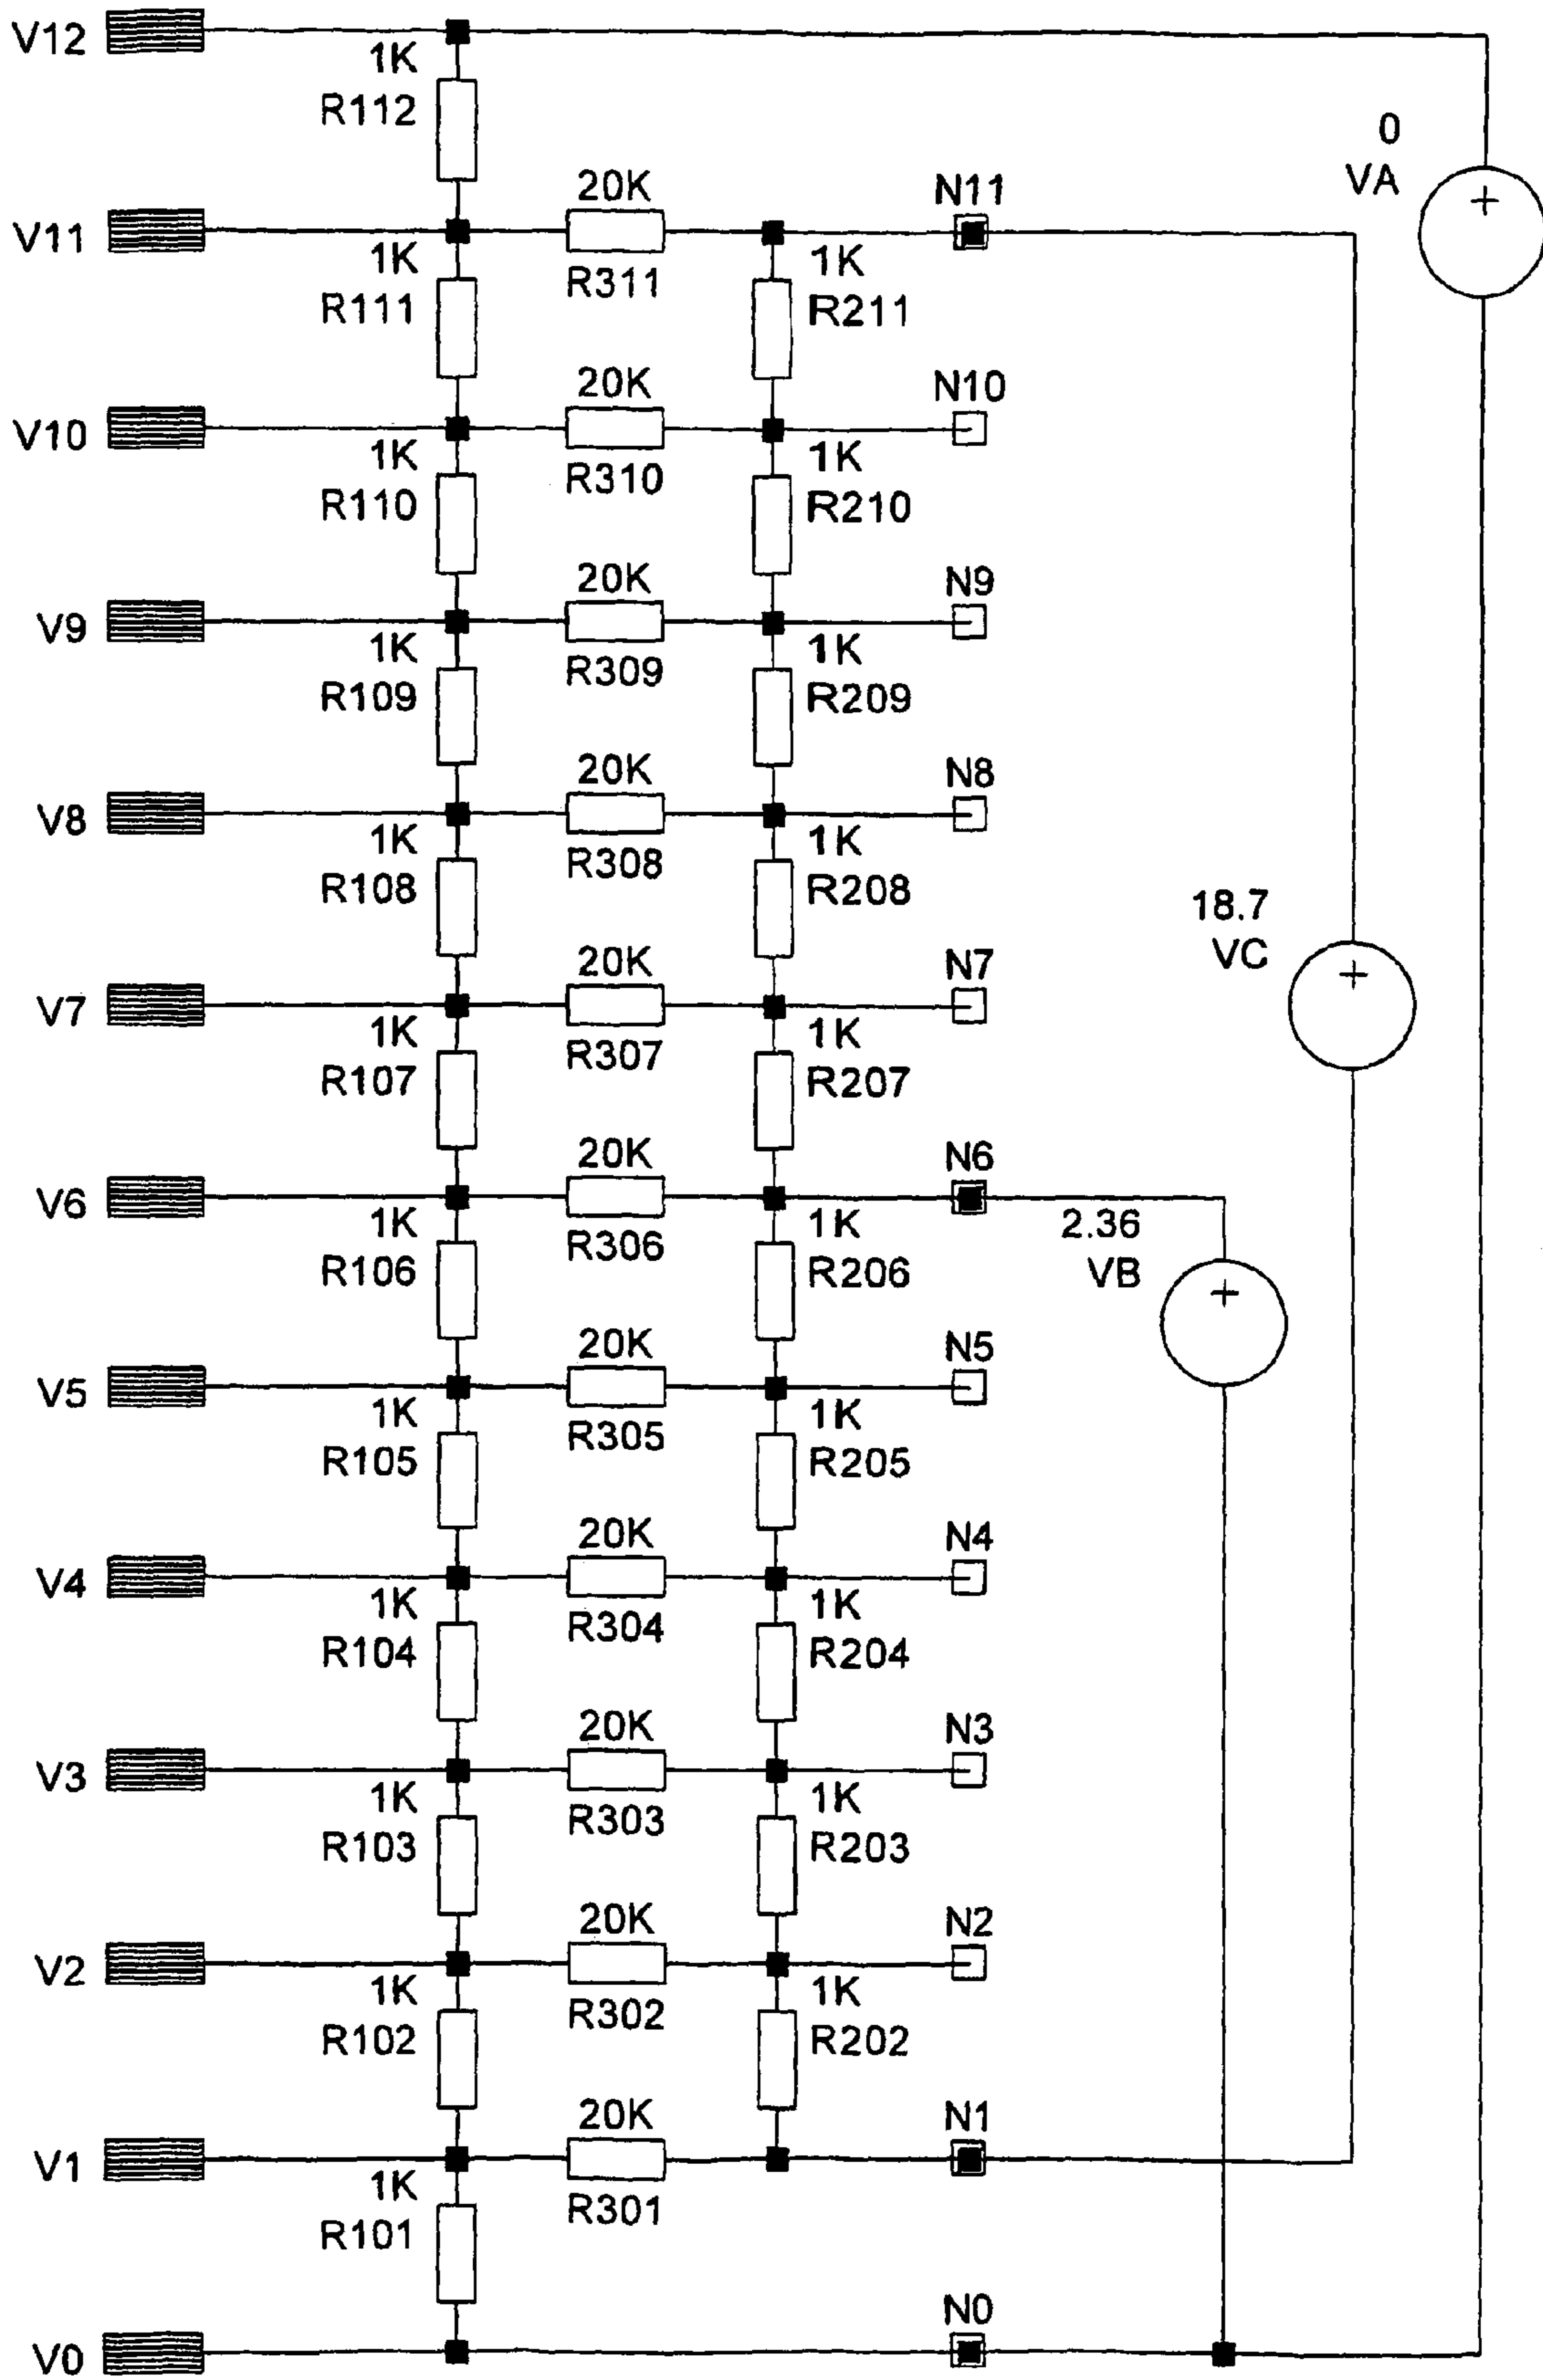 V12
1K
R112
0
VA
+
V11
20K
R311
N11
1K
R111
1K
R211
V10
20K
R310
N10
1K
R110
1K
R210
V9
20K
R309
N9
1K
R109
1K
R209
V8
20K
R308
N8
1K
R108
1K
R208
18.7
VC
+
V7
20K
R307
N7
1K
R107
1K
R207
V6
20K
R306
N6
2.36
VB
+
1K
R106
1K
R206
V5
20K
R305
N5
1K
R105
1K
R205
V4
20K
R304
N4
1K
R104
1K
R204
V3
20K
R303
N3
1K
R103
1K
R203
V2
20K
R302
N2
1K
R102
1K
R202
V1
20K
R301
N1
1K
R101
V0
N0